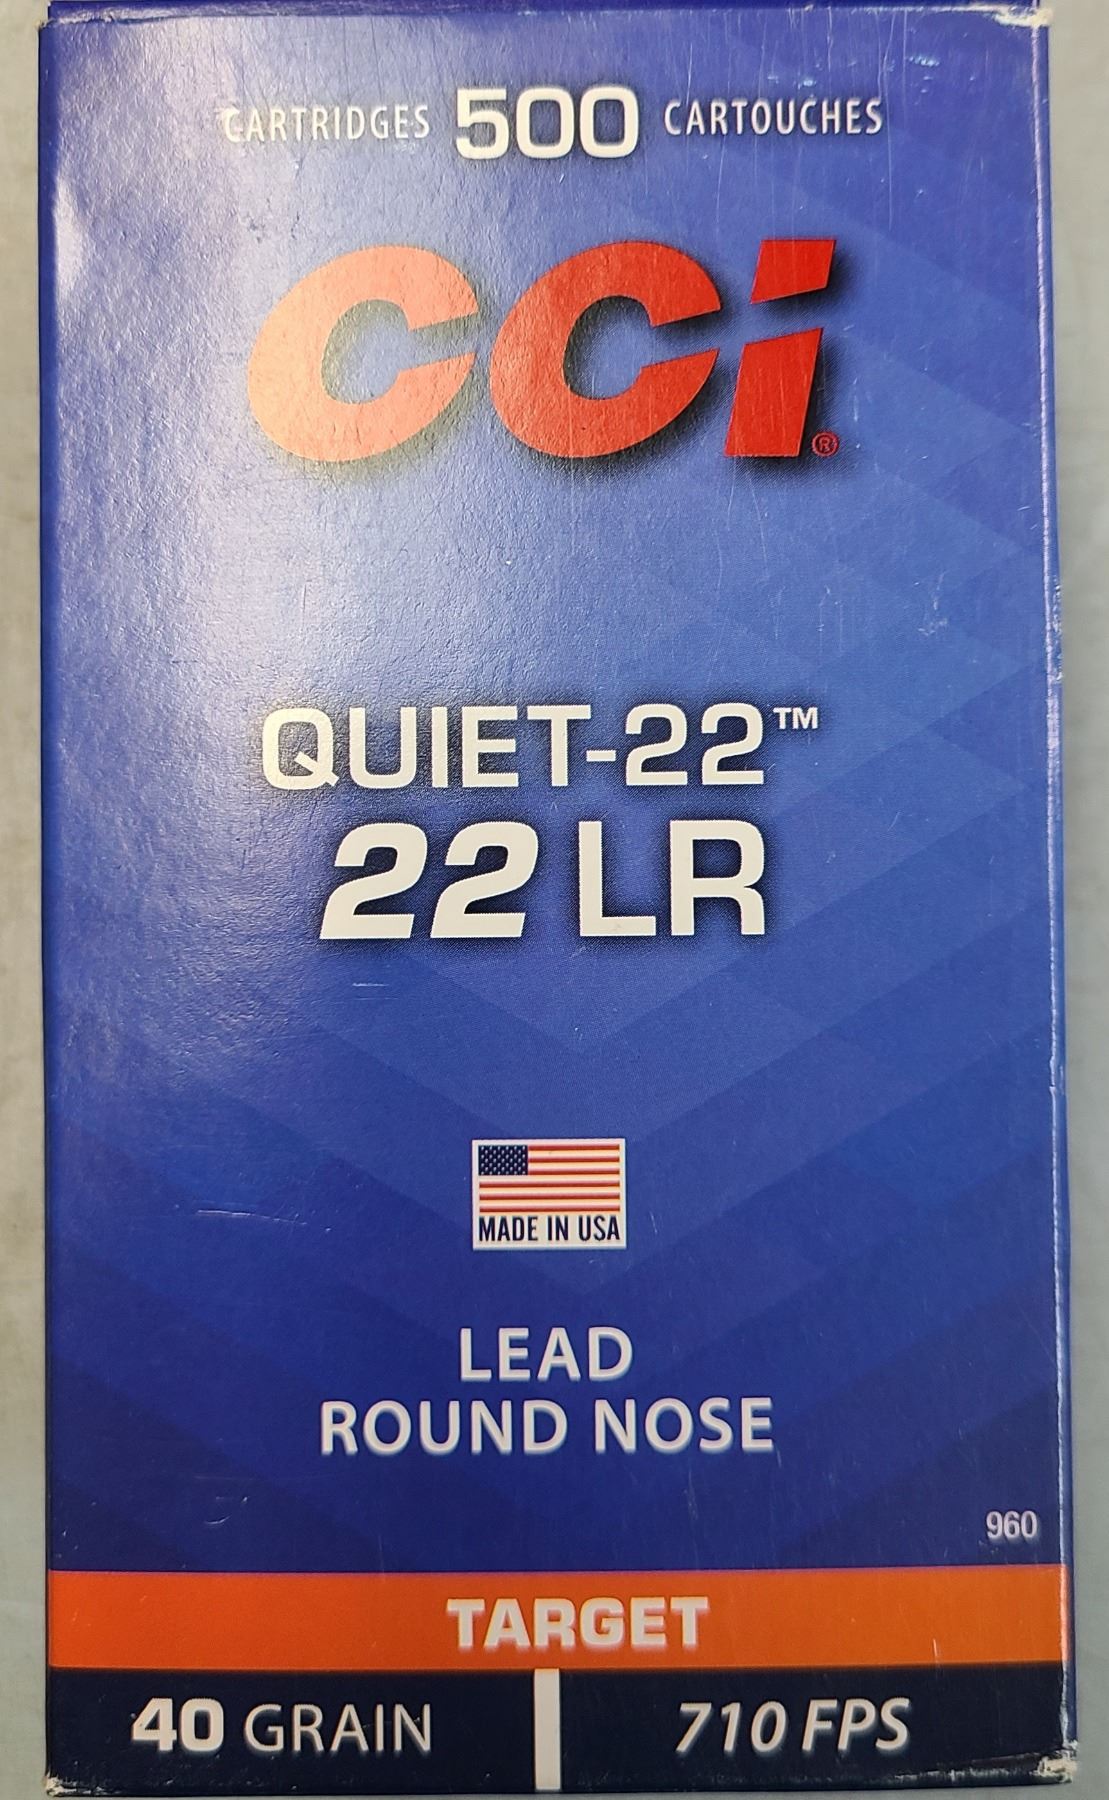 CARTRIDGES 500 CARTOUCHES
CCi®
QUIET-22™
22 LR
MADE IN USA
LEAD
ROUND NOSE
960
TARGET
40 GRAIN 710 FPS